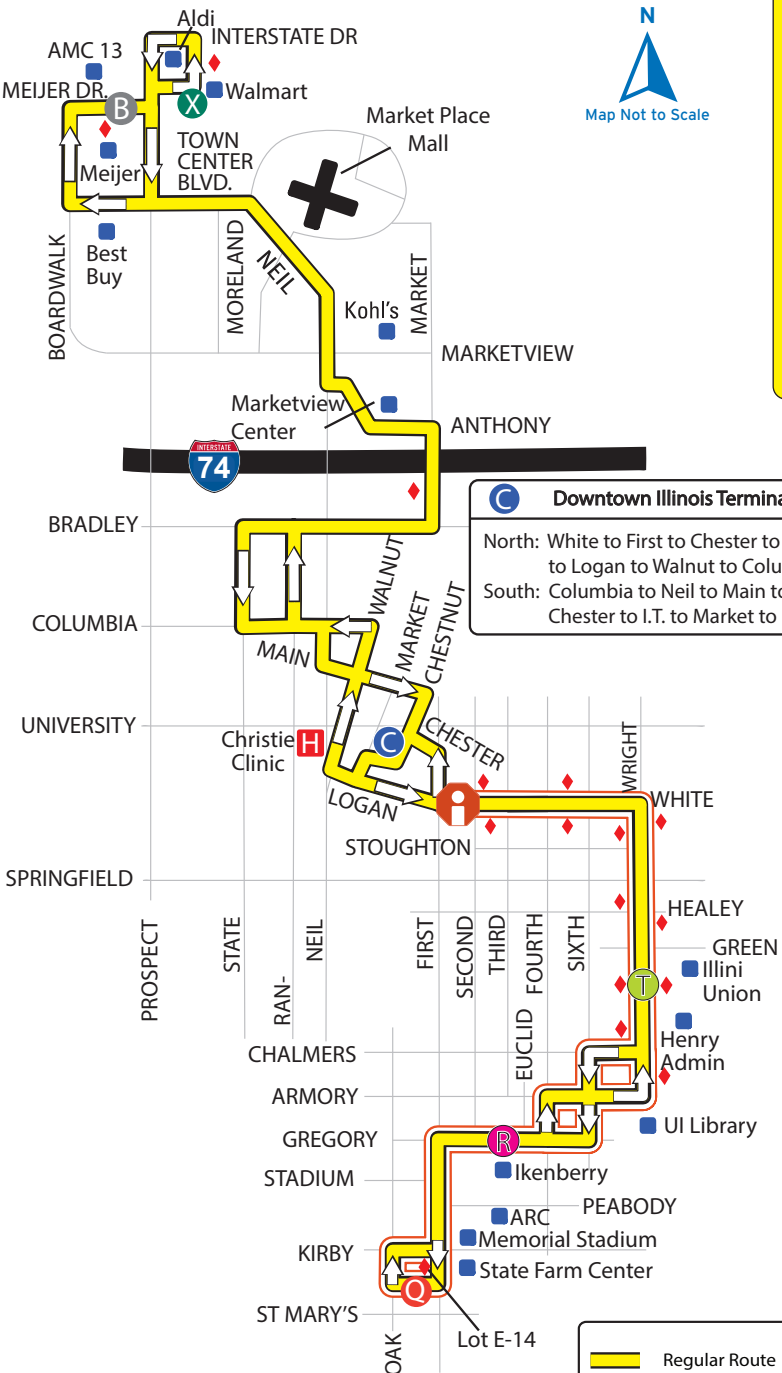 Aldi
INTERSTATE DR
AMC 13
MEIJER DR.
Walmart
B
X
Meijer
TOWN
CENTER
BLVD.
Best
Buy
BOARDWALK
MORELAND
NEIL
Market Place
Mall
N
Map Not to Scale
Kohl's
MARKET
MARKETVIEW
Marketview
Center
ANTHONY
INTERSTATE
74
BRADLEY
C
Downtown Illinois Termina
North: White to First to Chester to
to Logan to Walnut to Colu
South: Columbia to Neil to Main to
Chester to I.T. to Market to
COLUMBIA
WALNUT
MAIN
MARKET
CHESTNUT
UNIVERSITY
Christie
Clinic
H
C
CHESTER
LOGAN
WRIGHT
WHITE
STOUGHTON
SPRINGFIELD
HEALEY
GREEN
PROSPECT
STATE
RAN-
NEIL
FIRST
SECOND
THIRD
FOURTH
SIXTH
T
Illini
Union
Henry
Admin
EUCLID
CHALMERS
ARMORY
UI Library
GREGORY
R
Ikenberry
STADIUM
PEABODY
ARC
Memorial Stadium
KIRBY
State Farm Center
Q
ST MARY'S
Lot E-14
OAK
Regular Route